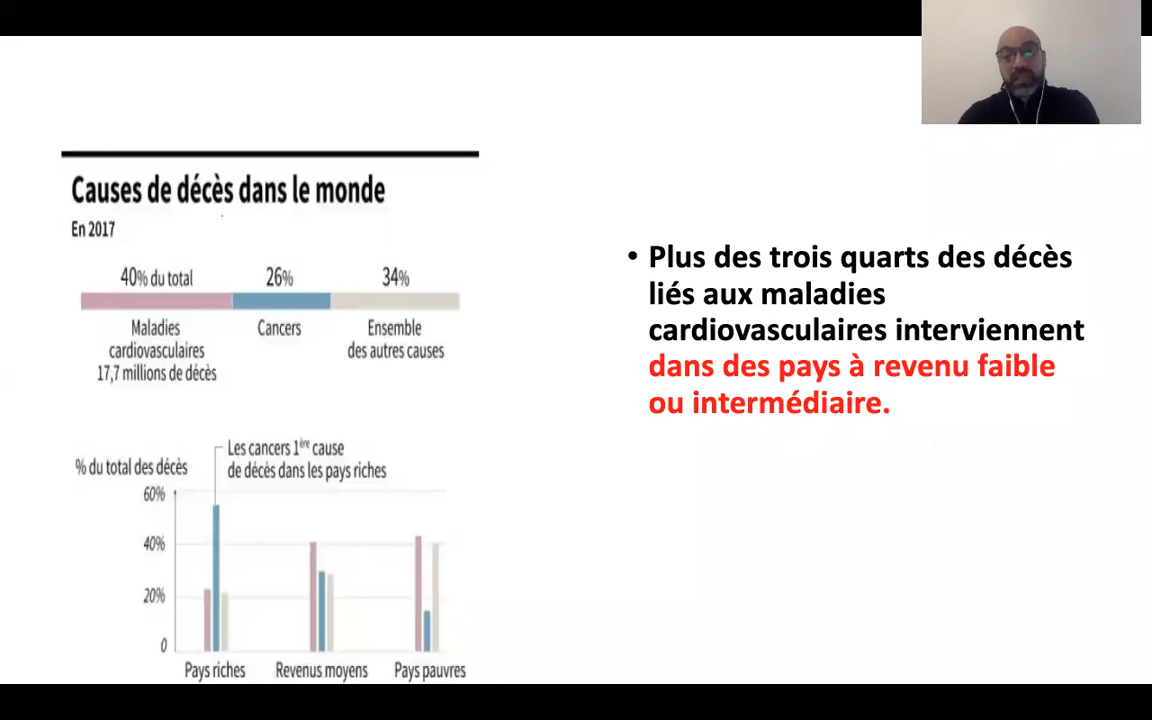 Causes de décès dans le monde
En 2017
40% du total
26%
34%
Maladies
cardiovasculaires
17,7 millions de décès
Cancers
Ensemble
des autres causes
Les cancers 1ère cause
de décès dans les pays riches
% du total des décès
60%
40%
20%
0
Pays riches
Revenus moyens
Pays pauvres
• Plus des trois quarts des décès
liés aux maladies
cardiovasculaires interviennent
dans des pays à revenu faible
ou intermédiaire.